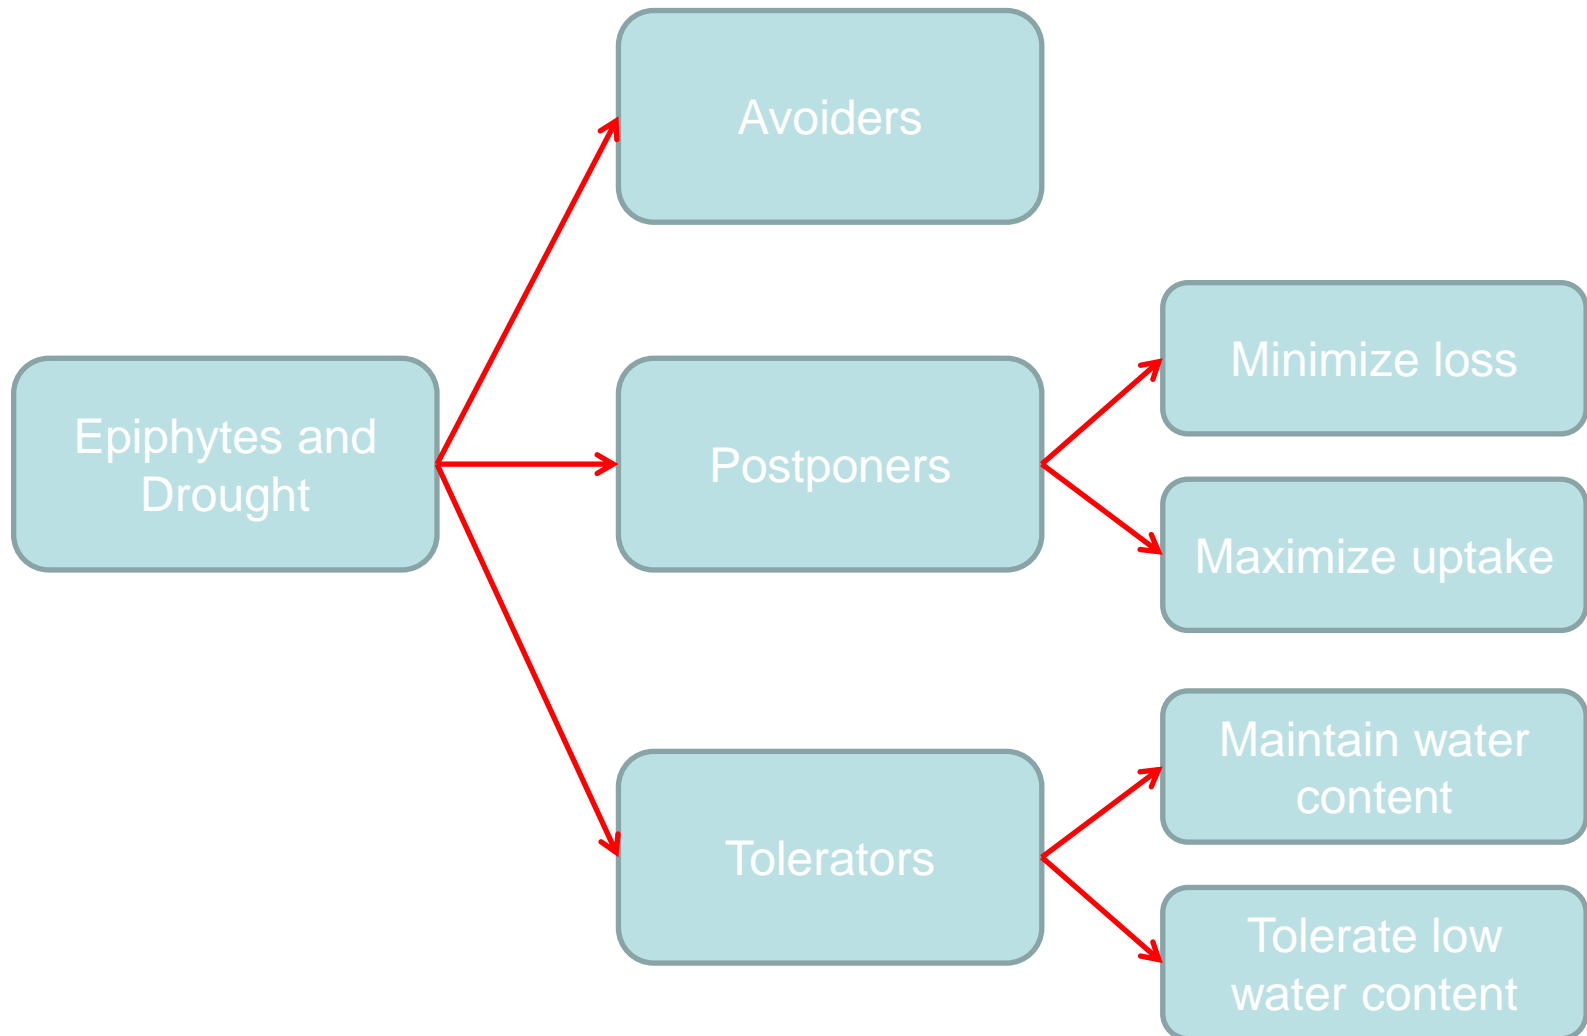 Epiphytes and
Drought
Avoiders
Postponers
Minimize loss
Maximize uptake
Tolerators
Maintain water
content
Tolerate low
water content